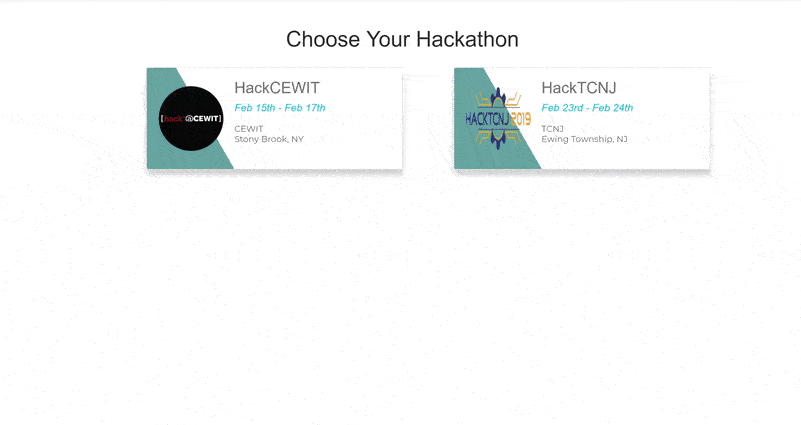 Choose Your Hackathon
[hack @CEWIT]
HackCEWIT
Feb 15th - Feb 17th
CEWIT
Stony Brook, NY
HACKTCNJ 2019
HackTCNJ
Feb 23rd - Feb 24th
TCNJ
Ewing Township, NJ